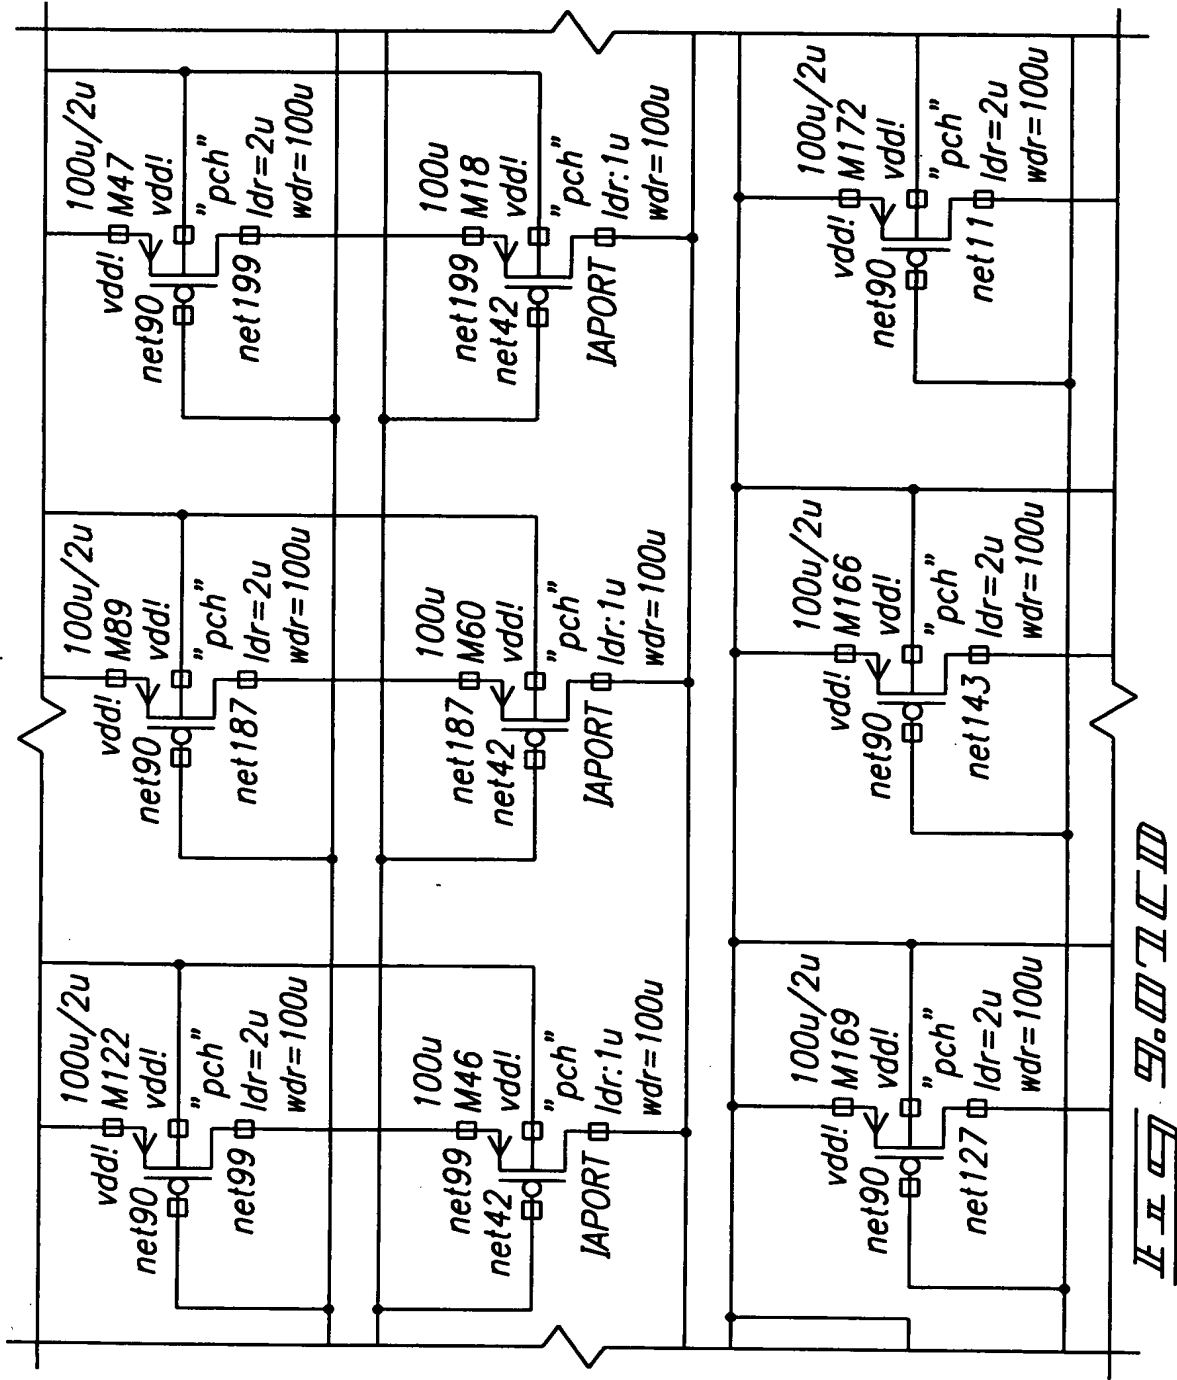 100u/2u
M122
vdd!
vdd!
net90
"pch"
net99
ldr=2u
wdr=100u
100u/2u
M89
vdd!
vdd!
net90
"pch"
net187
ldr=2u
wdr=100u
100u/2u
M47
vdd!
vdd!
net90
"pch"
net199
ldr=2u
wdr=100u
100u
net99
M46
net42
vdd!
"pch"
IAPORT
ldr:1u
wdr=100u
100u
net187
M60
net42
vdd!
"pch"
IAPORT
ldr:1u
wdr=100u
100u
net199
M18
net42
vdd!
"pch"
IAPORT
ldr:1u
wdr=100u
100u/2u
vdd!
M169
net90
vdd!
"pch"
net127
ldr=2u
wdr=100u
100u/2u
vdd!
M166
net90
vdd!
"pch"
net143
ldr=2u
wdr=100u
100u/2u
vdd!
M172
net90
vdd!
"pch"
net11
ldr=2u
wdr=100u
FIG 9.07CD